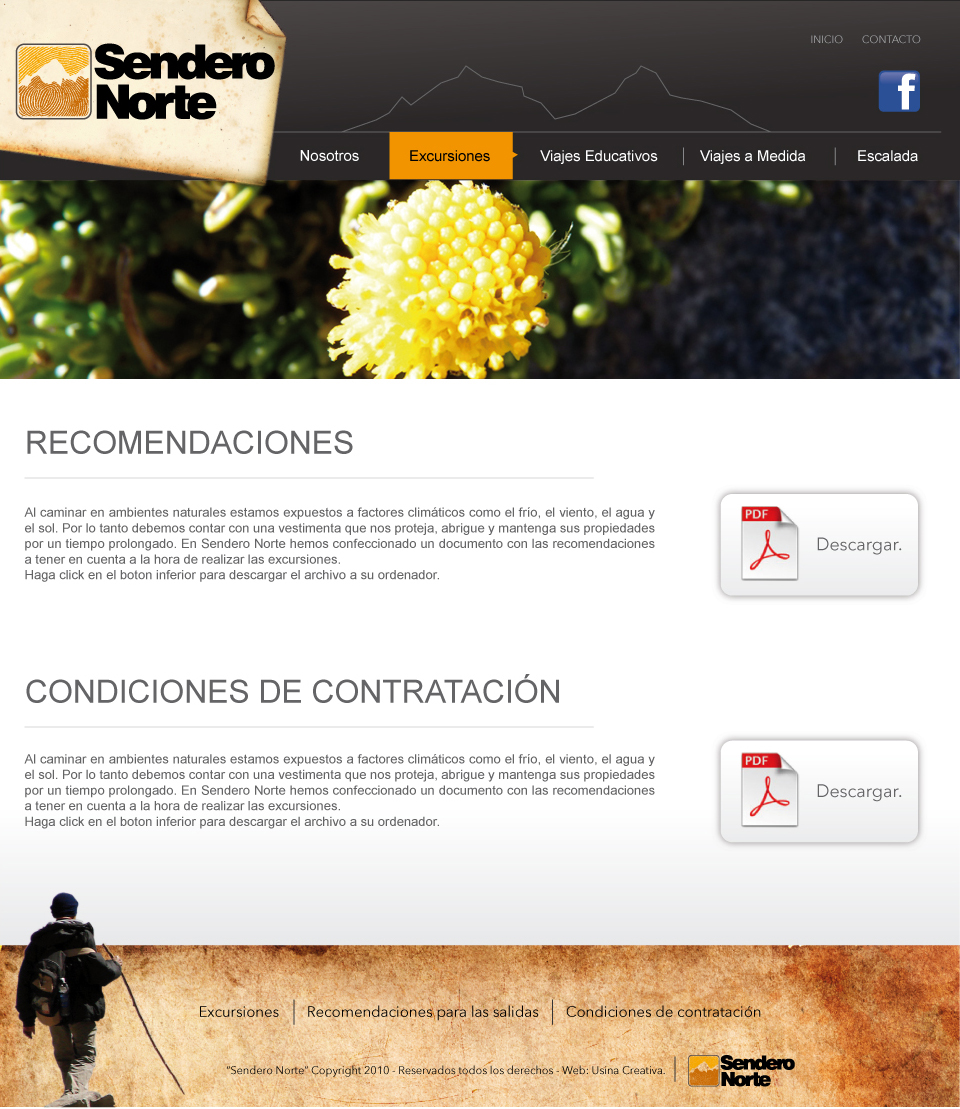 Sendero
Norte
INICIO CONTACTO
f
Nosotros Excursiones Viajes Educativos Viajes a Medida Escalada
RECOMENDACIONES
Al caminar en ambientes naturales estamos expuestos a factores climáticos como el frío, el viento, el agua y
el sol. Por lo tanto debemos contar con una vestimenta que nos proteja, abrigue y mantenga sus propiedades
por un tiempo prolongado. En Sendero Norte hemos confeccionado un documento con las recomendaciones
a tener en cuenta a la hora de realizar las excursiones.
Haga click en el boton inferior para descargar el archivo a su ordenador.
PDF
Descargar.
CONDICIONES DE CONTRATACIÓN
Al caminar en ambientes naturales estamos expuestos a factores climáticos como el frío, el viento, el agua y
el sol. Por lo tanto debemos contar con una vestimenta que nos proteja, abrigue y mantenga sus propiedades
por un tiempo prolongado. En Sendero Norte hemos confeccionado un documento con las recomendaciones
a tener en cuenta a la hora de realizar las excursiones.
Haga click en el boton inferior para descargar el archivo a su ordenador.
PDF
Descargar.
Excursiones Recomendaciones para las salidas Condiciones de contratación
"Sendero Norte" Copyright 2010 - Reservados todos los derechos - Web: Usina Creativa.
Sendero
Norte